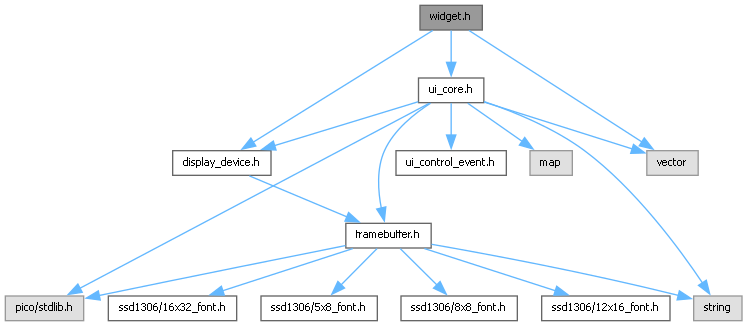 widget.h
ui_core.h
display_device.h
ui_control_event.h
map
vector
framebuffer.h
pico/stdlib.h
ssd1306/16x32_font.h
ssd1306/5x8_font.h
ssd1306/8x8_font.h
ssd1306/12x16_font.h
string